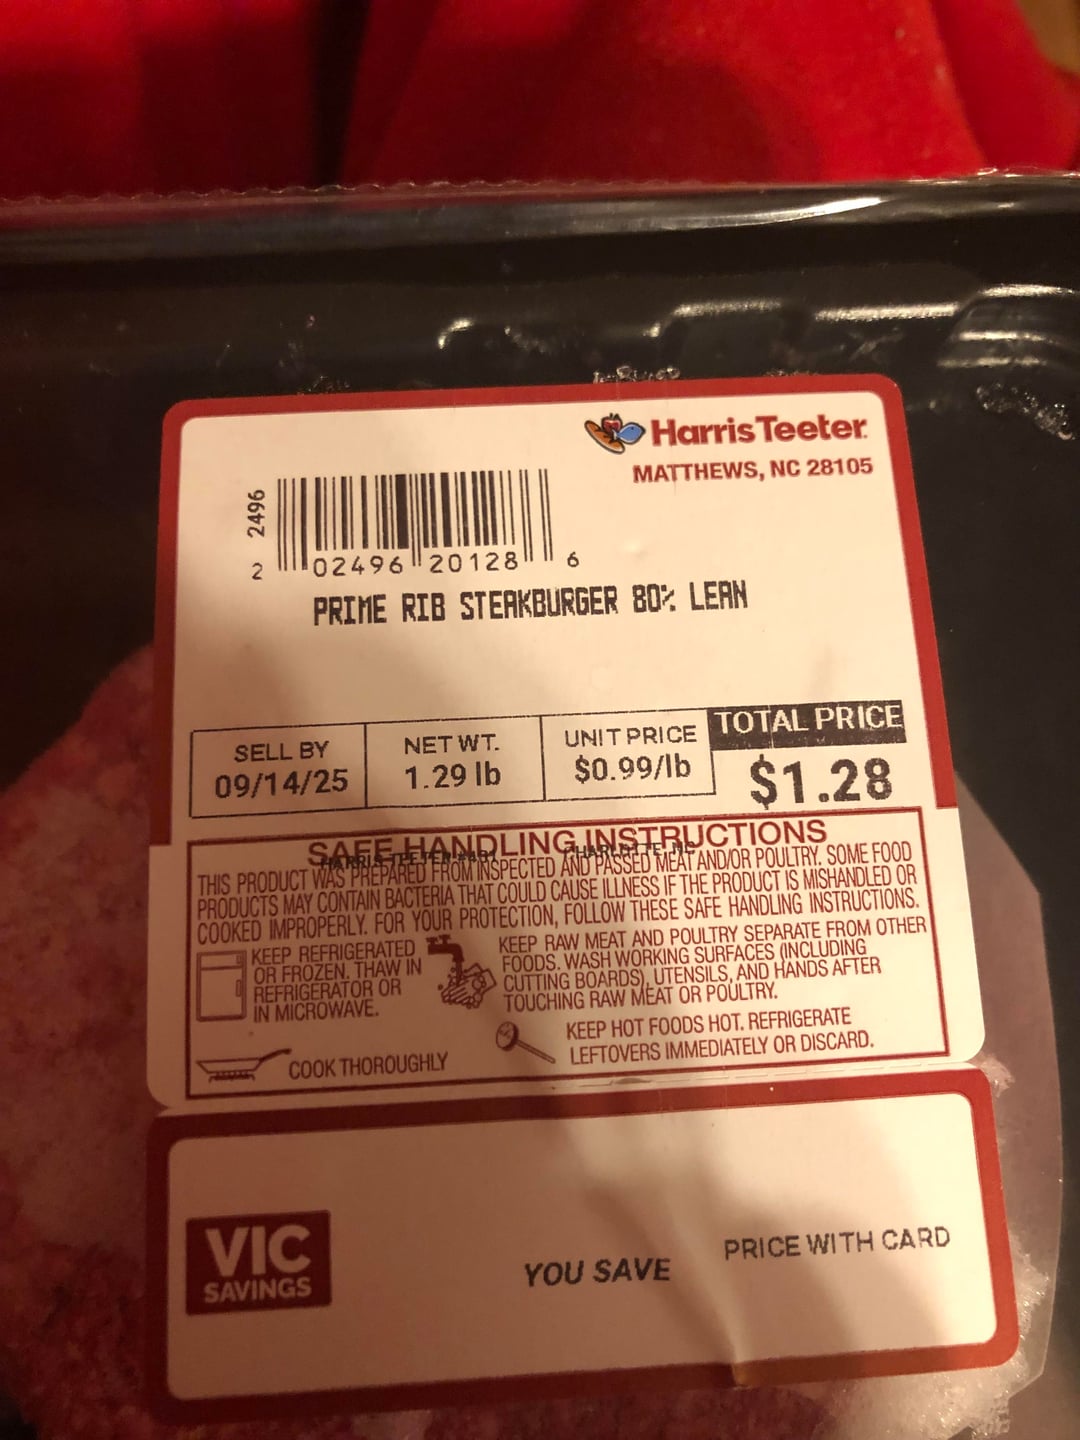 Harris Teeter
MATTHEWS, NC 28105
2496
2 02496 20128 6
PRIME RIB STEAKBURGER 80% LEAN
SELL BY
09/14/25
NET WT.
1.29 lb
UNIT PRICE
$0.99/lb
TOTAL PRICE
$1.28
SAFE HANDLING INSTRUCTIONS
HARRIS TEETER CHARLOTTE NC
THIS PRODUCT WAS PREPARED FROM INSPECTED AND PASSED MEAT AND/OR POULTRY. SOME FOOD
PRODUCTS MAY CONTAIN BACTERIA THAT COULD CAUSE ILLNESS IF THE PRODUCT IS MISHANDLED OR
COOKED IMPROPERLY. FOR YOUR PROTECTION, FOLLOW THESE SAFE HANDLING INSTRUCTIONS.
KEEP REFRIGERATED
OR FROZEN. THAW IN
REFRIGERATOR OR
IN MICROWAVE.
KEEP RAW MEAT AND POULTRY SEPARATE FROM OTHER
FOODS. WASH WORKING SURFACES (INCLUDING
CUTTING BOARDS), UTENSILS, AND HANDS AFTER
TOUCHING RAW MEAT OR POULTRY.
COOK THOROUGHLY
KEEP HOT FOODS HOT. REFRIGERATE
LEFTOVERS IMMEDIATELY OR DISCARD.
VIC
SAVINGS
YOU SAVE
PRICE WITH CARD